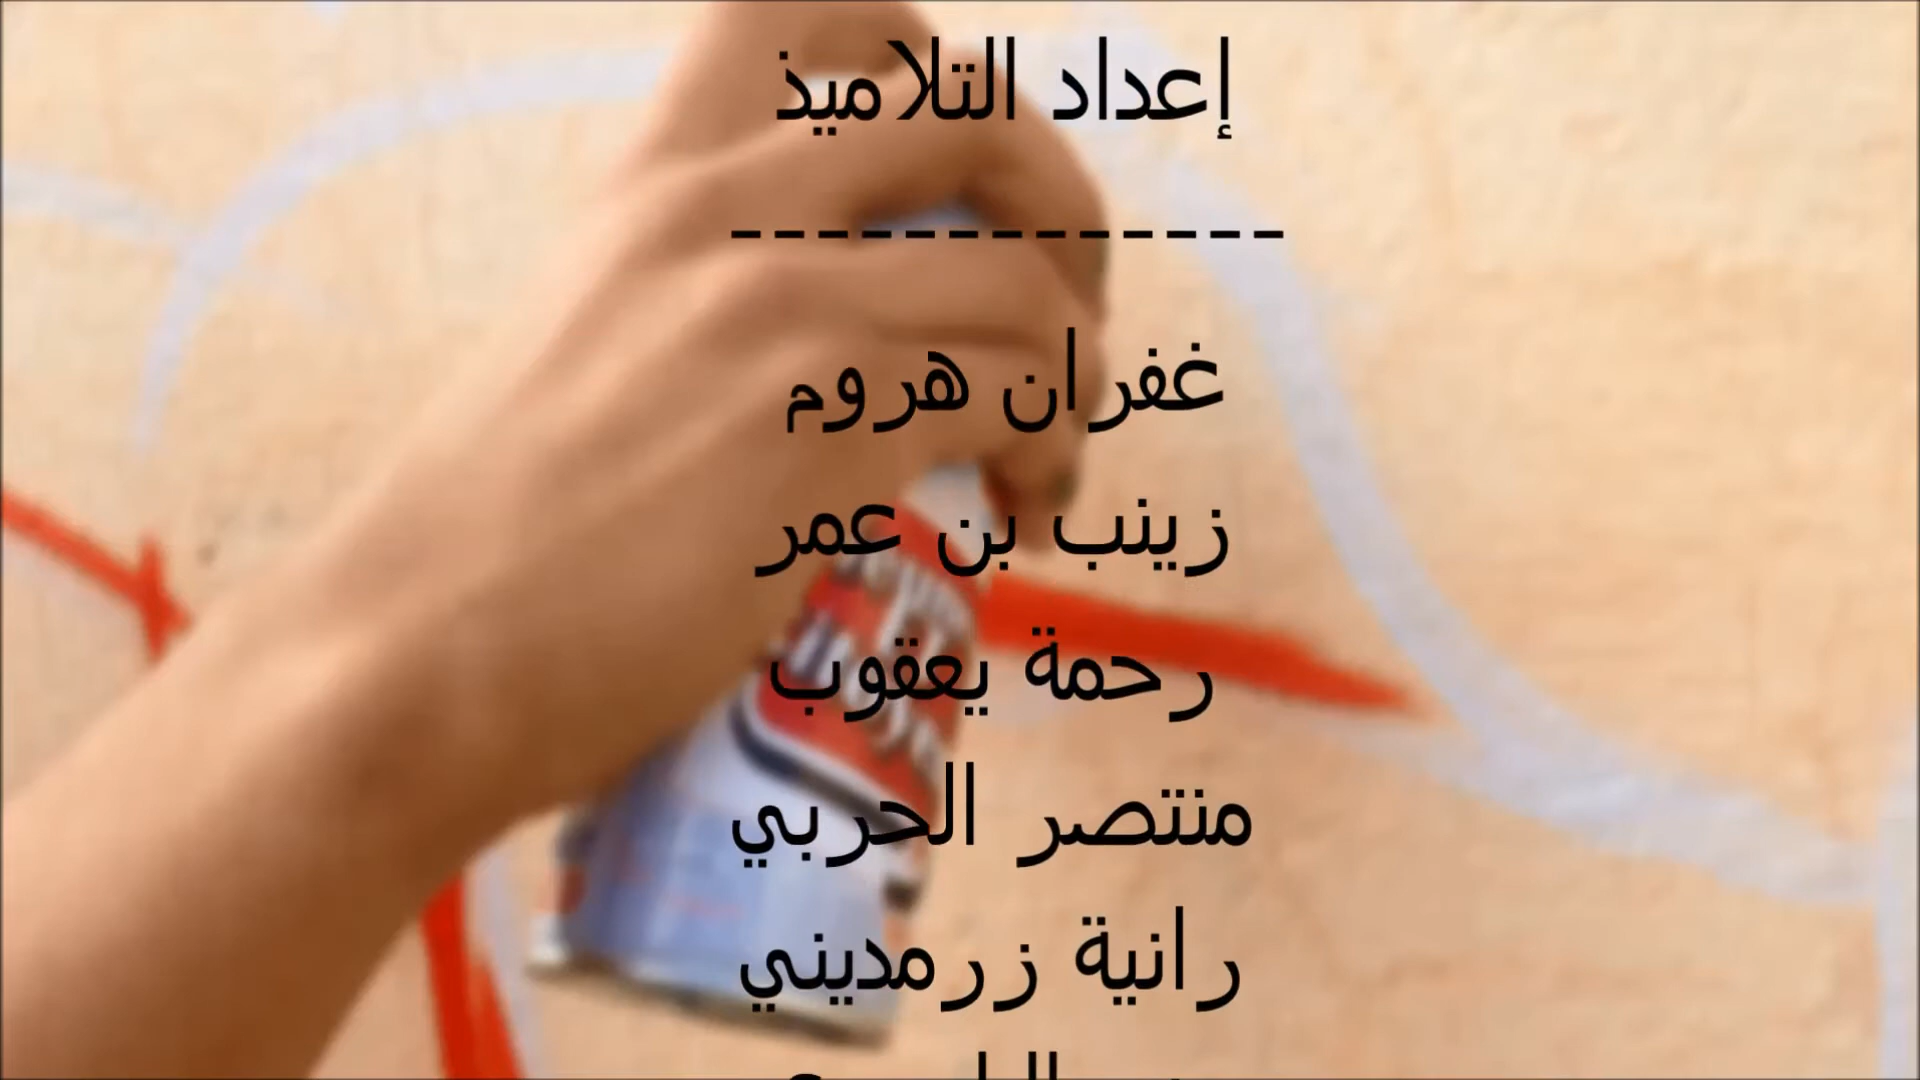 إعداد التلاميذ
-------------
غفران هروم
زينب بن عمر
رحمة يعقوب
منتصر الحربي
رانية زرمديني